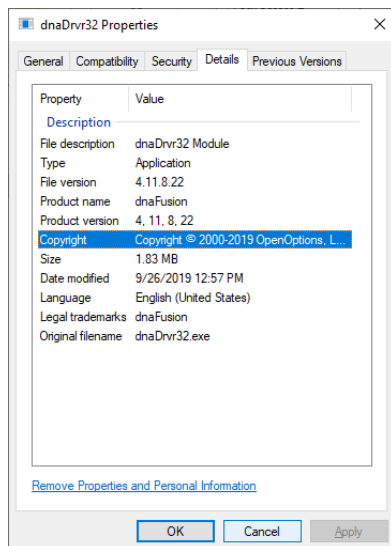 dnaDrvr32 Properties
General Compatibility Security Details Previous Versions
Property Value
Description
File description dnaDrvr32 Module
Type Application
File version 4.11.8.22
Product name dnaFusion
Product version 4, 11, 8, 22
Copyright Copyright © 2000-2019 OpenOptions, L...
Size 1.83 MB
Date modified 9/26/2019 12:57 PM
Language English (United States)
Legal trademarks dnaFusion
Original filename dnaDrvr32.exe
Remove Properties and Personal Information
OK Cancel Apply